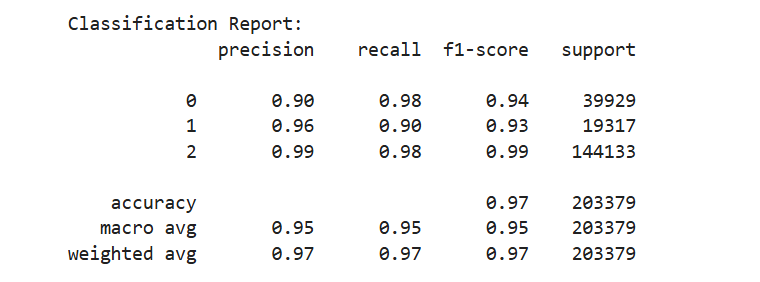 Classification Report:
precision recall f1-score support
0 0.90 0.98 0.94 39929
1 0.96 0.90 0.93 19317
2 0.99 0.98 0.99 144133
accuracy 0.97 203379
macro avg 0.95 0.95 0.95 203379
weighted avg 0.97 0.97 0.97 203379